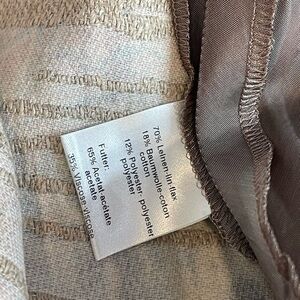 70% Leinen-lin-flax
18% Baumwolle-coton
cotton
12% Polyester, polyester
polyester
Futter:
65% Acetat acétate
acetate
35% Viscose-viscose